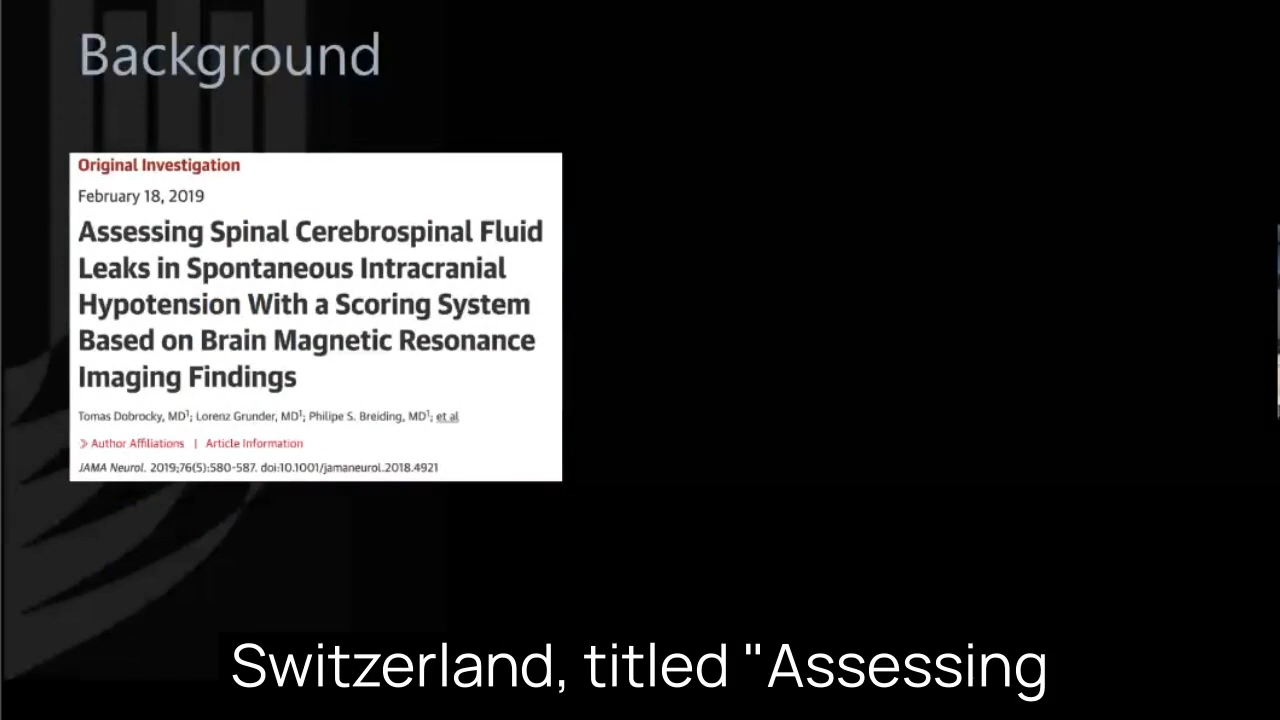 Background
Original Investigation
February 18, 2019
Assessing Spinal Cerebrospinal Fluid
Leaks in Spontaneous Intracranial
Hypotension With a Scoring System
Based on Brain Magnetic Resonance
Imaging Findings
Tomas Dobrocky, MD¹; Lorenz Grunder, MD¹; Philipe S. Breiding, MD¹; et al
» Author Affiliations | Article Information
JAMA Neurol. 2019;76(5):580-587. doi:10.1001/jamaneurol.2018.4921
Switzerland, titled "Assessing